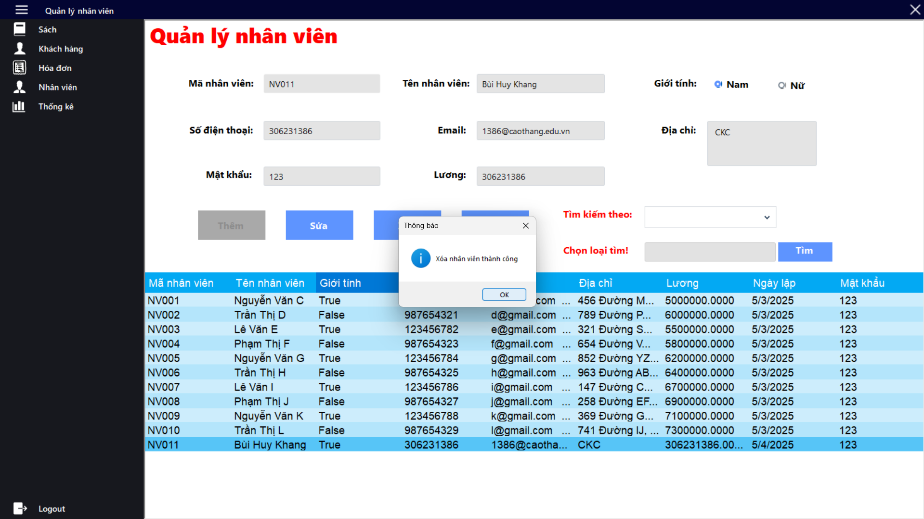 Quản lý nhân viên
Sách
Khách hàng
Hóa đơn
Nhân viên
Thống kê
Logout
Quản lý nhân viên
Mã nhân viên: NV011 Tên nhân viên: Bùi Huy Khang Giới tính: Nam Nữ
Số điện thoại: 306231386 Email: 1386@caothang.edu.vn Địa chỉ: CKC
Mật khẩu: 123 Lương: 306231386
Thêm Sửa Tìm kiếm theo:
Chọn loại tìm! Tìm
Thông báo
Xóa nhân viên thành công
OK
Mã nhân viên Tên nhân viên Giới tính Địa chỉ Lương Ngày lập Mật khẩu
NV001 Nguyễn Văn C True com ... 456 Đường M... 5000000.0000 5/3/2025 123
NV002 Trần Thị D False 987654321 d@gmail.com ... 789 Đường P... 6000000.0000 5/3/2025 123
NV003 Lê Văn E True 123456782 e@gmail.com ... 321 Đường S... 5500000.0000 5/3/2025 123
NV004 Phạm Thị F False 987654323 f@gmail.com ... 654 Đường V... 5800000.0000 5/3/2025 123
NV005 Nguyễn Văn G True 123456784 g@gmail.com ... 852 Đường YZ... 6200000.0000 5/3/2025 123
NV006 Trần Thị H False 987654325 h@gmail.com ... 963 Đường AB... 6400000.0000 5/3/2025 123
NV007 Lê Văn I True 123456786 i@gmail.com ... 147 Đường C... 6700000.0000 5/3/2025 123
NV008 Phạm Thị J False 987654327 j@gmail.com ... 258 Đường EF... 6900000.0000 5/3/2025 123
NV009 Nguyễn Văn K True 123456788 k@gmail.com ... 369 Đường G... 7100000.0000 5/3/2025 123
NV010 Trần Thị L False 987654329 l@gmail.com ... 741 Đường IJ, ... 7300000.0000 5/3/2025 123
NV011 Bùi Huy Khang True 306231386 1386@caotha... CKC 306231386.00... 5/4/2025 123